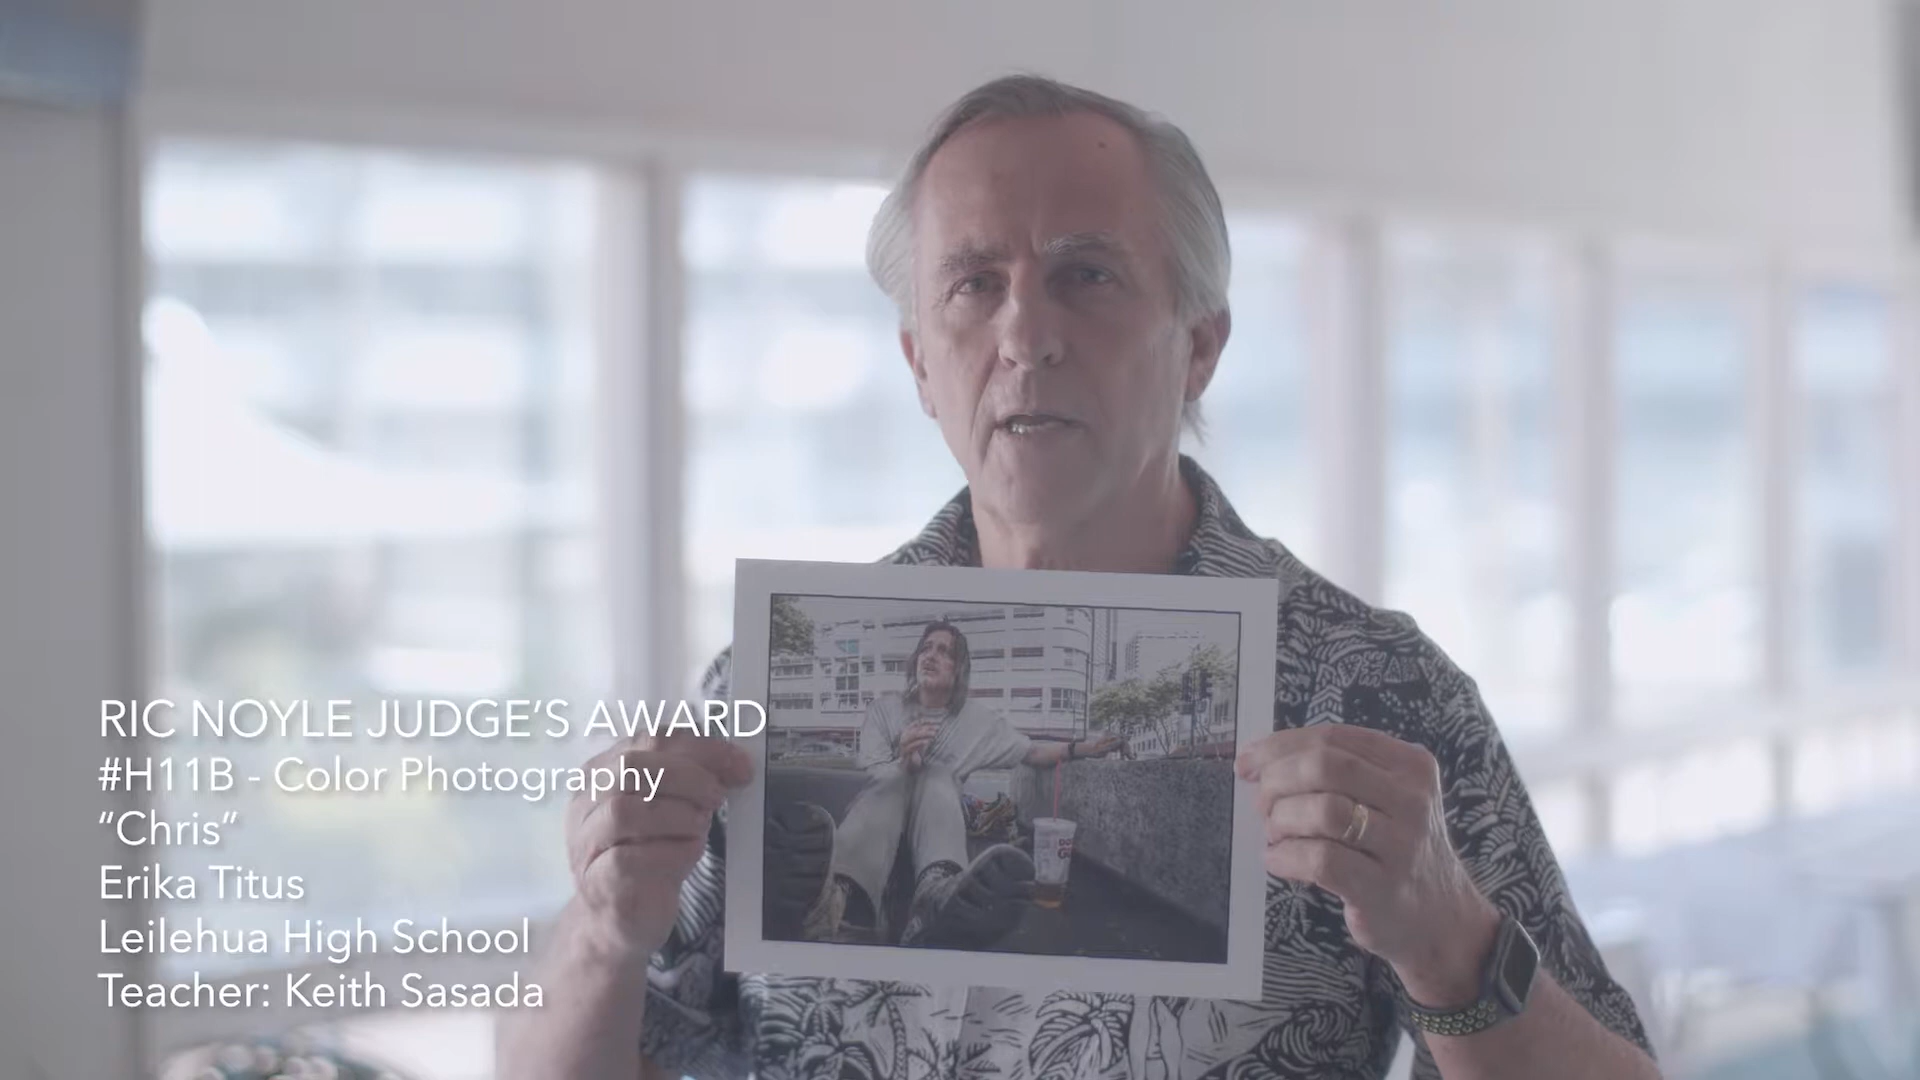 RIC NOYLE JUDGE'S AWARD
#H11B - Color Photography
“Chris”
Erika Titus
Leilehua High School
Teacher: Keith Sasada